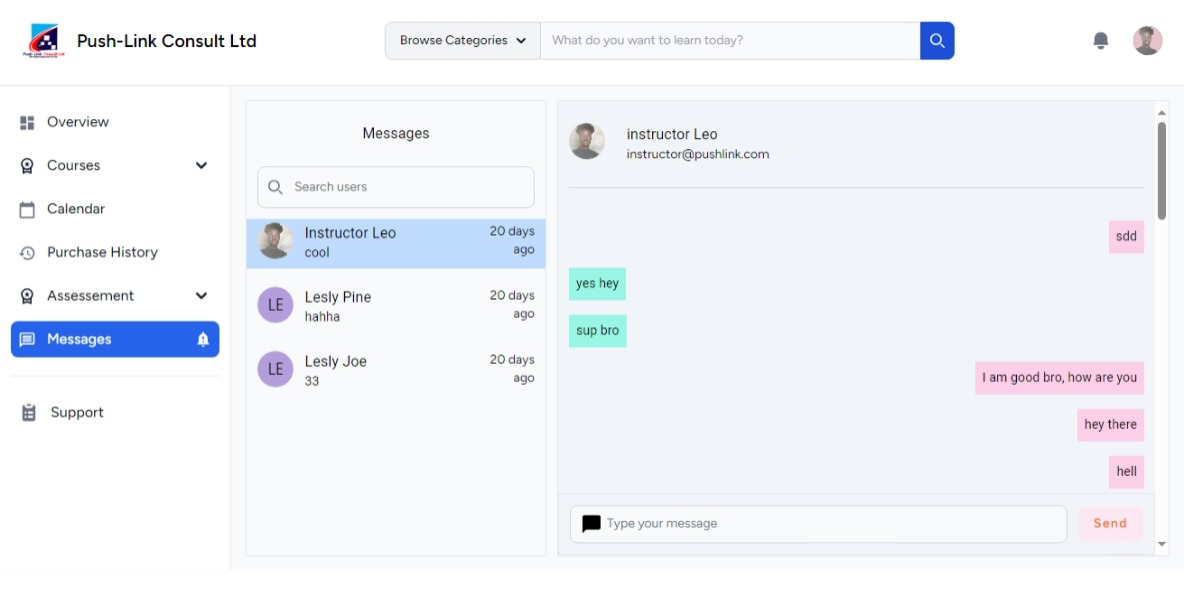 Push-Link Consult Ltd
Browse Categories
What do you want to learn today?
Overview
Courses
Calendar
Purchase History
Assessement
Messages
Support
Messages
Search users
Instructor Leo
cool
20 days
ago
LE
Lesly Pine
hahha
20 days
ago
LE
Lesly Joe
33
20 days
ago
instructor Leo
instructor@pushlink.com
sdd
yes hey
sup bro
I am good bro, how are you
hey there
hell
Type your message
Send